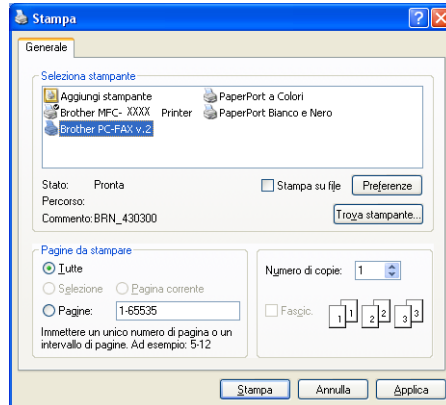 Stampa
Generale
Seleziona stampante
Aggiungi stampante
PaperPort a Colori
Brother MFC- XXXX Printer
PaperPort Bianco e Nero
Brother PC-FAX v.2
Stato: Pronta
Stampa su file
Preferenze
Percorso:
Commento: BRN_430300
Trova stampante...
Pagine da stampare
Tutte
Numero di copie: 1
Selezione
Pagina corrente
Pagine: 1-65535
Fascic.
1 1 2 2 3 3
Immettere un unico numero di pagina o un
intervallo di pagine. Ad esempio: 5-12
Stampa
Annulla
Applica